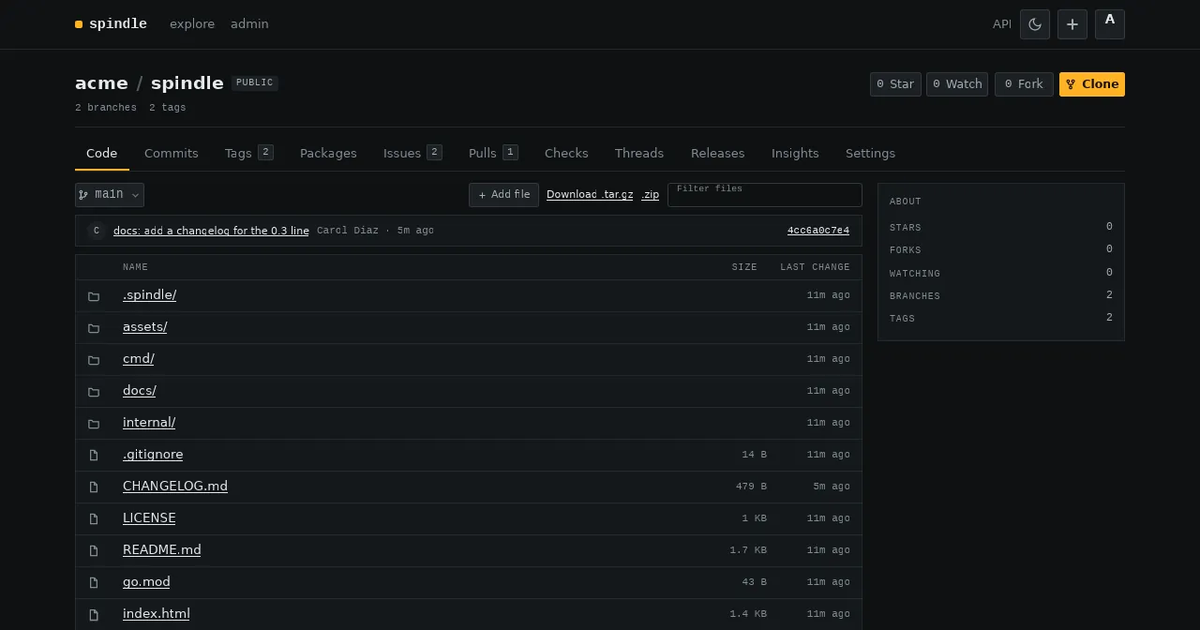 spindle explore admin API + A
acme / spindle PUBLIC 0 Star 0 Watch 0 Fork Clone
2 branches 2 tags
Code Commits Tags 2 Packages Issues 2 Pulls 1 Checks Threads Releases Insights Settings
main + Add file Download .tar.gz .zip Filter files
C docs: add a changelog for the 0.3 line Carol Diaz · 5m ago 4cc6a0c7e4
NAME SIZE LAST CHANGE
.spindle/ 11m ago
assets/ 11m ago
cmd/ 11m ago
docs/ 11m ago
internal/ 11m ago
.gitignore 14 B 11m ago
CHANGELOG.md 479 B 5m ago
LICENSE 1 KB 11m ago
README.md 1.7 KB 11m ago
go.mod 43 B 11m ago
index.html 1.4 KB 11m ago
ABOUT
STARS 0
FORKS 0
WATCHING 0
BRANCHES 2
TAGS 2